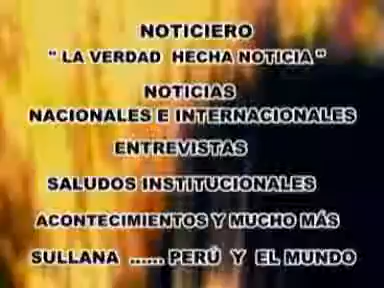 NOTICIERO
" LA VERDAD HECHA NOTICIA "
NOTICIAS
NACIONALES E INTERNACIONALES
ENTREVISTAS
SALUDOS INSTITUCIONALES
ACONTECIMIENTOS Y MUCHO MÁS
SULLANA ...... PERÚ Y EL MUNDO